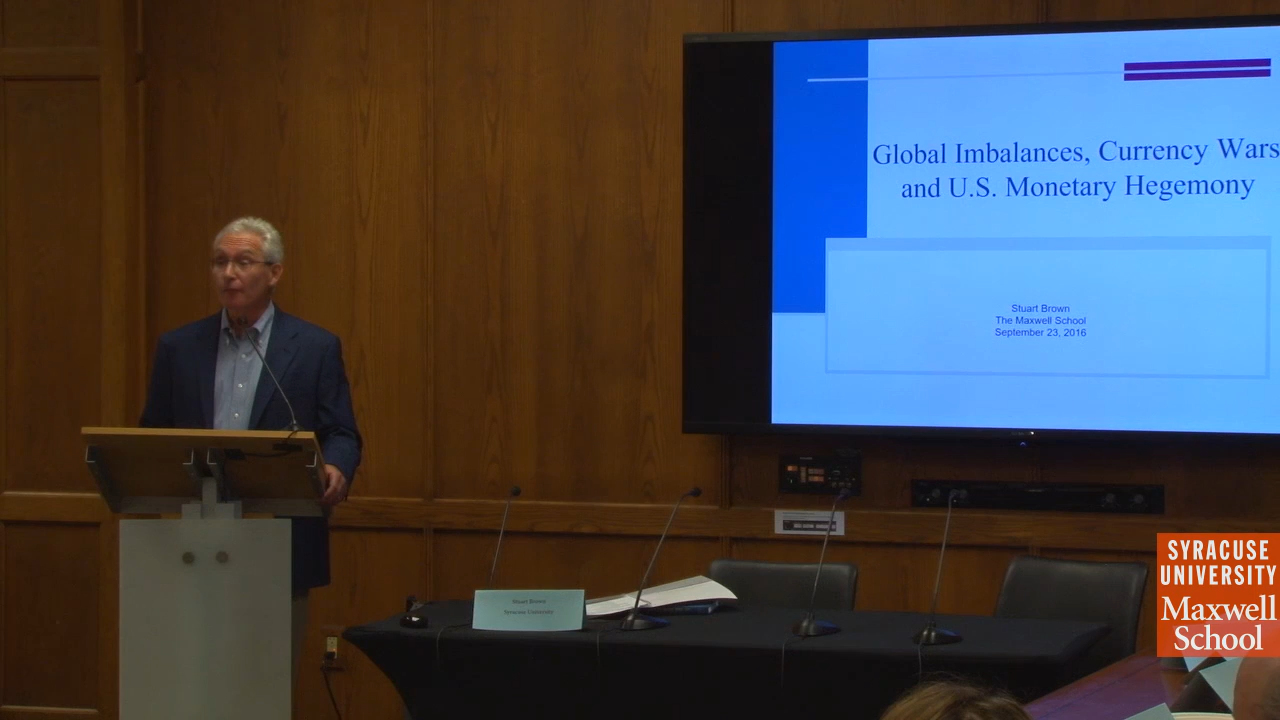 Global Imbalances, Currency Wars
and U.S. Monetary Hegemony
Stuart Brown
The Maxwell School
September 23, 2016
Stuart Brown
Syracuse University
SYRACUSE
UNIVERSITY
Maxwell
School